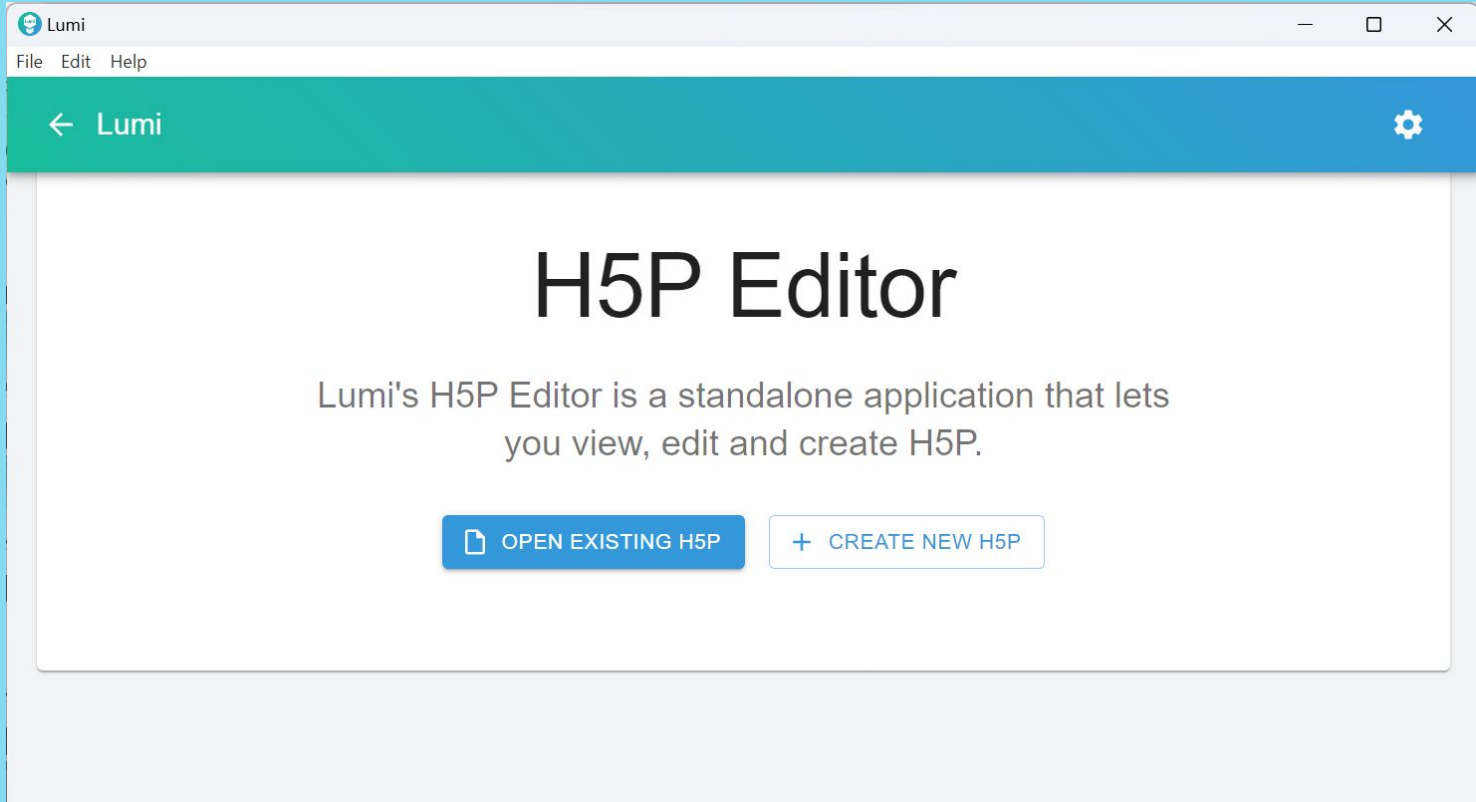 Lumi
File Edit Help
Lumi
H5P Editor
Lumi's H5P Editor is a standalone application that lets
you view, edit and create H5P.
OPEN EXISTING H5P
CREATE NEW H5P